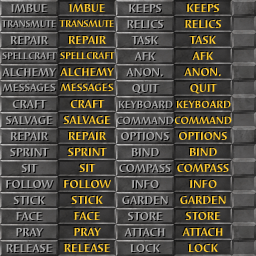 IMBUE IMBUE KEEPS KEEPS
TRANSMUTE TRANSMUTE RELICS RELICS
REPAIR REPAIR TASK TASK
SPELLCRAFT SPELLCRAFT AFK AFK
ALCHEMY ALCHEMY ANON. ANON.
MESSAGES MESSAGES QUIT QUIT
CRAFT CRAFT KEYBOARD KEYBOARD
SALVAGE SALVAGE COMMAND COMMAND
REPAIR REPAIR OPTIONS OPTIONS
SPRINT SPRINT BIND BIND
SIT SIT COMPASS COMPASS
FOLLOW FOLLOW INFO INFO
STICK STICK GARDEN GARDEN
FACE FACE STORE STORE
PRAY PRAY ATTACH ATTACH
RELEASE RELEASE LOCK LOCK